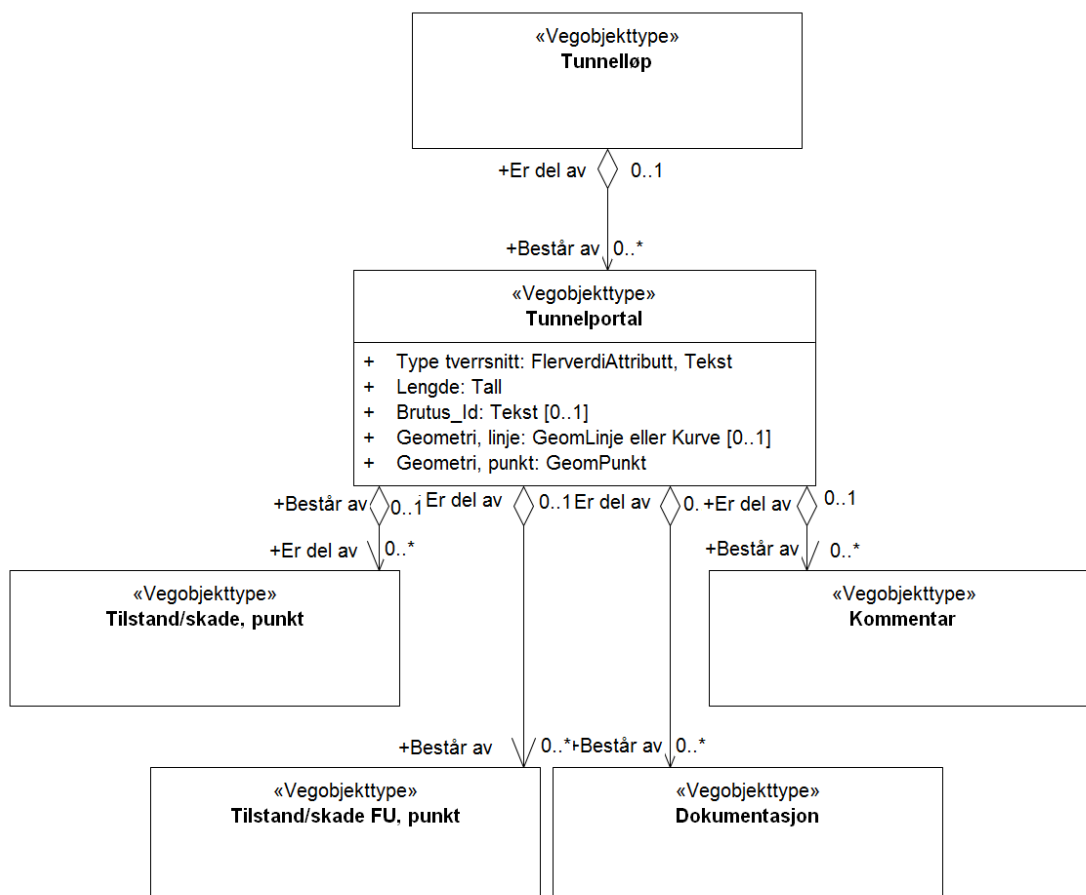 «Vegobjekttype»
Tunnelløp
+Er del av 0..1
+Består av 0..*
«Vegobjekttype»
Tunnelportal
+ Type tverrsnitt: FlerverdiAttributt, Tekst
+ Lengde: Tall
+ Brutus_Id: Tekst [0..1]
+ Geometri, linje: GeomLinje eller Kurve [0..1]
+ Geometri, punkt: GeomPunkt
+Består av 0..1 Er del av 0..1 Er del av 0. +Er del av 0..1
+Er del av 0..* +Består av 0..*
«Vegobjekttype»
Tilstand/skade, punkt
«Vegobjekttype»
Kommentar
+Består av 0..* +Består av 0..*
«Vegobjekttype»
Tilstand/skade FU, punkt
«Vegobjekttype»
Dokumentasjon